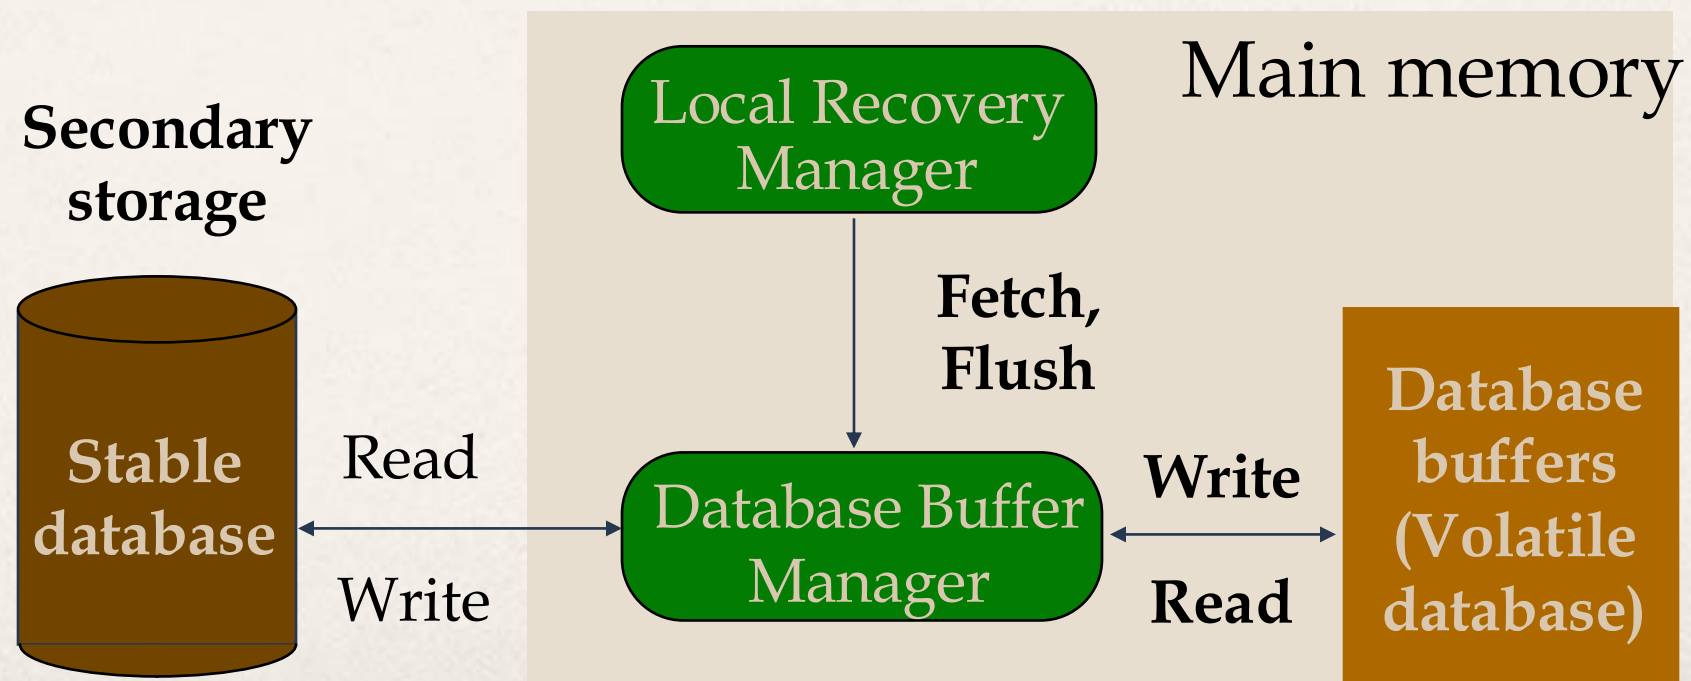 Main memory
Local Recovery
Manager
Secondary
storage
Fetch,
Flush
Stable
database
Read
Write
Database Buffer
Manager
Write
Read
Database
buffers
(Volatile
database)